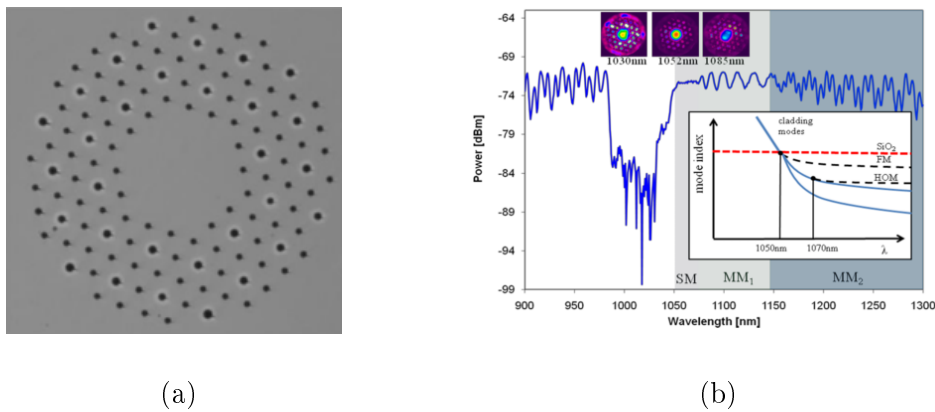 1030nm 1052nm 1085nm
-63
-69
-74
-79
-84
-89
-94
-99
Power [dBm]
cladding
modes
SiO₂
FM
HOM
mode index
1050nm 1070nm λ
SM MM₁ MM₂
900 950 1000 1050 1100 1150 1200 1250 1300
Wavelength [nm]
(a) (b)